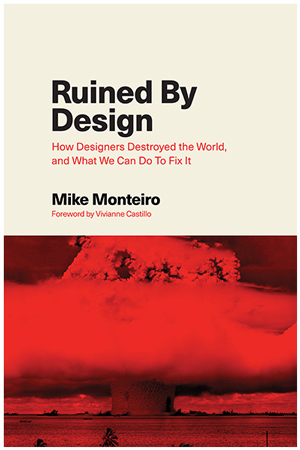 Ruined By
Design
How Designers Destroyed the World,
and What We Can Do To Fix It
Mike Monteiro
Foreword by Vivianne Castillo